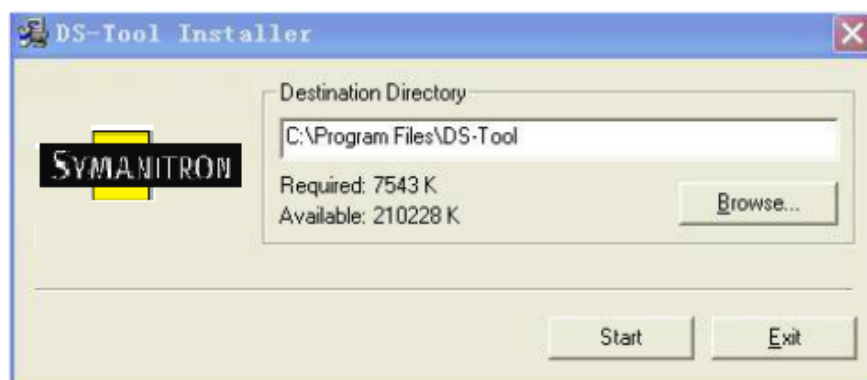 DS-Tool Installer
SYMANITRON
Destination Directory
C:\Program Files\DS-Tool
Required: 7543 K
Available: 210228 K
Browse...
Start
Exit